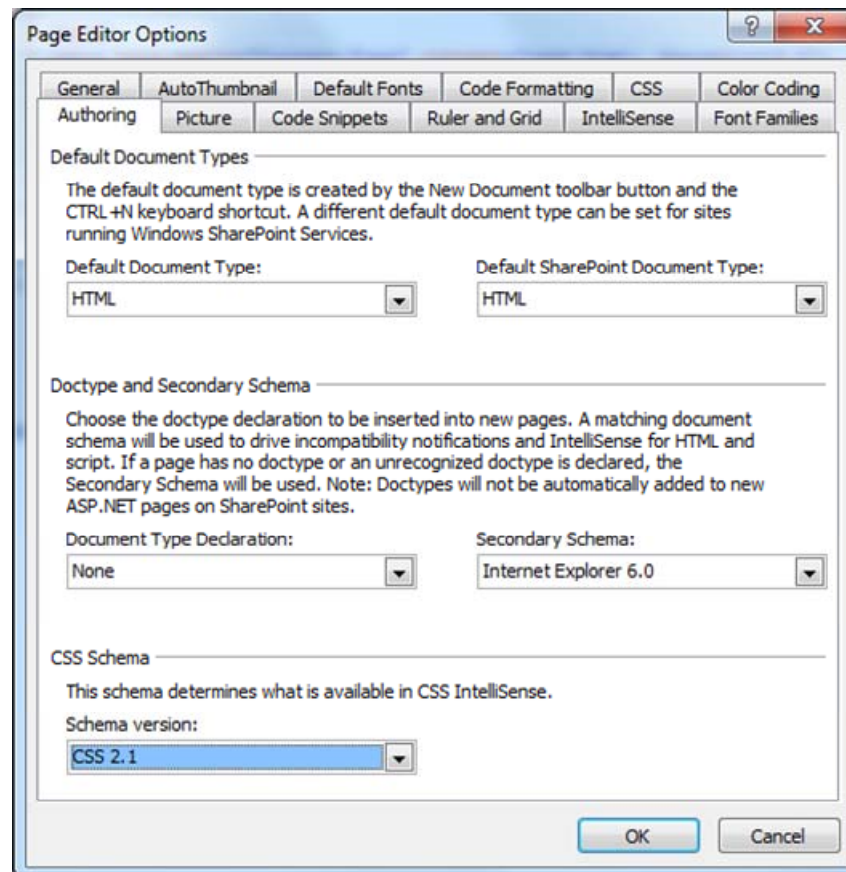 Page Editor Options
General AutoThumbnail Default Fonts Code Formatting CSS Color Coding
Authoring Picture Code Snippets Ruler and Grid IntelliSense Font Families
Default Document Types
The default document type is created by the New Document toolbar button and the
CTRL+N keyboard shortcut. A different default document type can be set for sites
running Windows SharePoint Services.
Default Document Type: Default SharePoint Document Type:
HTML HTML
Doctype and Secondary Schema
Choose the doctype declaration to be inserted into new pages. A matching document
schema will be used to drive incompatibility notifications and IntelliSense for HTML and
script. If a page has no doctype or an unrecognized doctype is declared, the
Secondary Schema will be used. Note: Doctypes will not be automatically added to new
ASP.NET pages on SharePoint sites.
Document Type Declaration: Secondary Schema:
None Internet Explorer 6.0
CSS Schema
This schema determines what is available in CSS IntelliSense.
Schema version:
CSS 2.1
OK Cancel